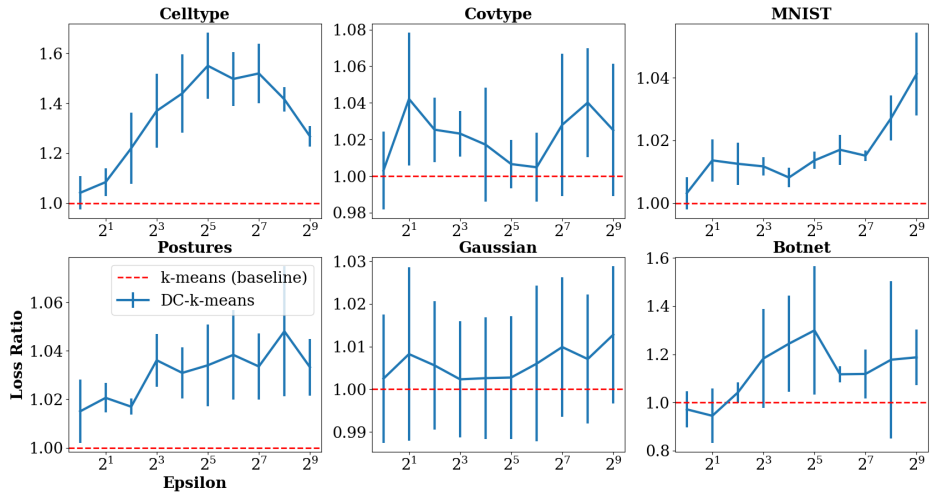 Celltype
1.6
1.4
1.2
1.0
2^1 2^3 2^5 2^7 2^9
Covtype
1.08
1.06
1.04
1.02
1.00
0.98
2^1 2^3 2^5 2^7 2^9
MNIST
1.04
1.02
1.00
2^1 2^3 2^5 2^7 2^9
Postures
k-means (baseline)
DC-k-means
1.06
1.04
1.02
1.00
2^1 2^3 2^5 2^7 2^9
Loss Ratio
Epsilon
Gaussian
1.03
1.02
1.01
1.00
0.99
2^1 2^3 2^5 2^7 2^9
Botnet
1.6
1.4
1.2
1.0
0.8
2^1 2^3 2^5 2^7 2^9